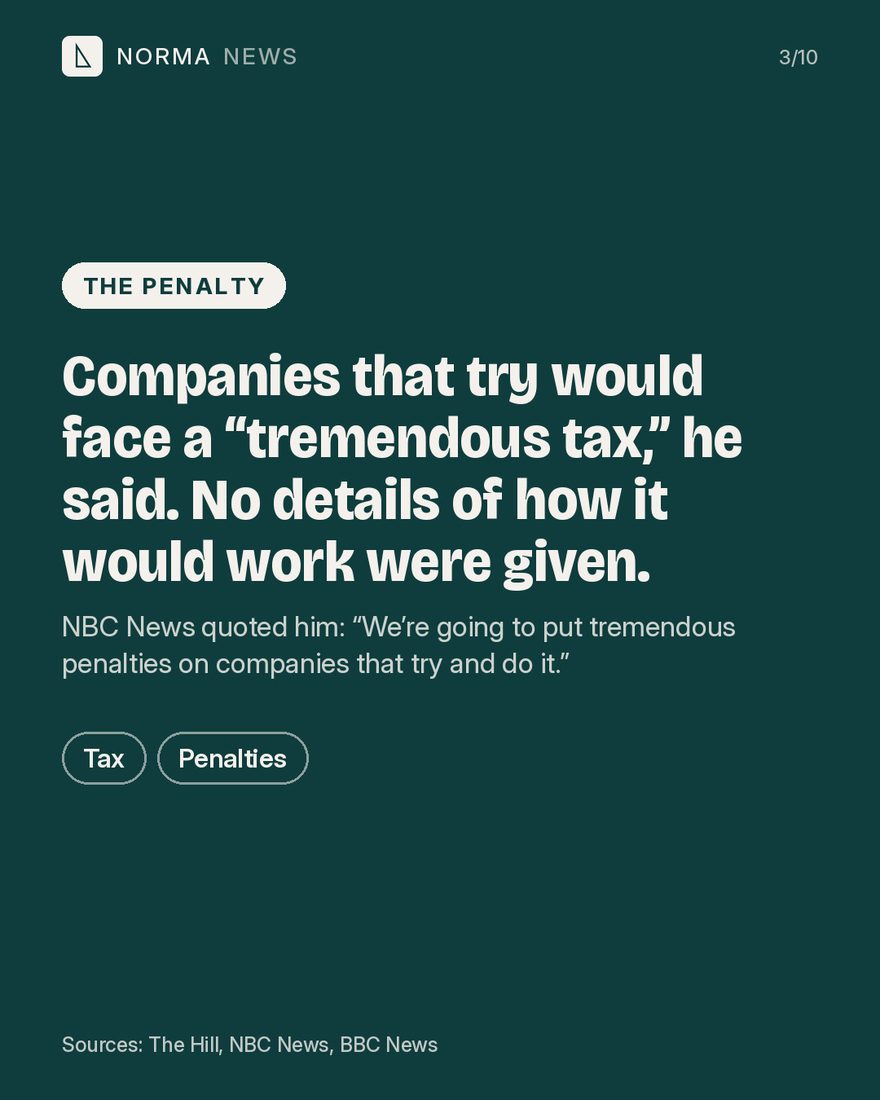 NORMA NEWS
3/10
THE PENALTY
Companies that try would
face a “tremendous tax,” he
said. No details of how it
would work were given.
NBC News quoted him: “We’re going to put tremendous
penalties on companies that try and do it.”
Tax
Penalties
Sources: The Hill, NBC News, BBC News